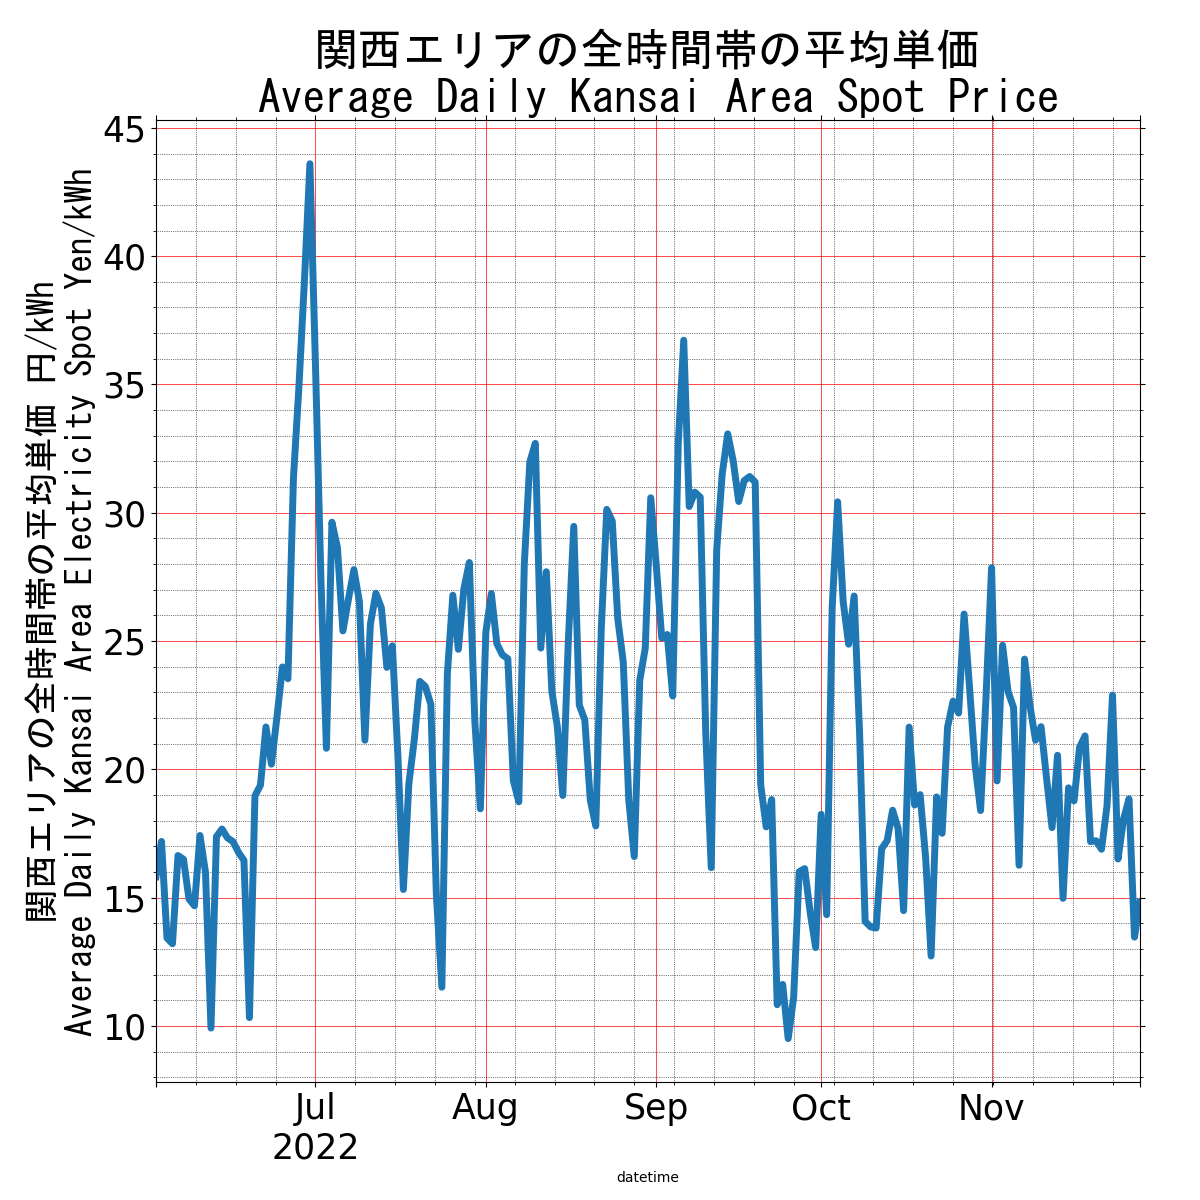 関西エリアの全時間帯の平均単価
Average Daily Kansai Area Spot Price
関西エリアの全時間帯の平均単価 円/kWh
Average Daily Kansai Area Electricity Spot Yen/kWh
45
40
35
30
25
20
15
10
Jul
2022
Aug
Sep
Oct
Nov
datetime